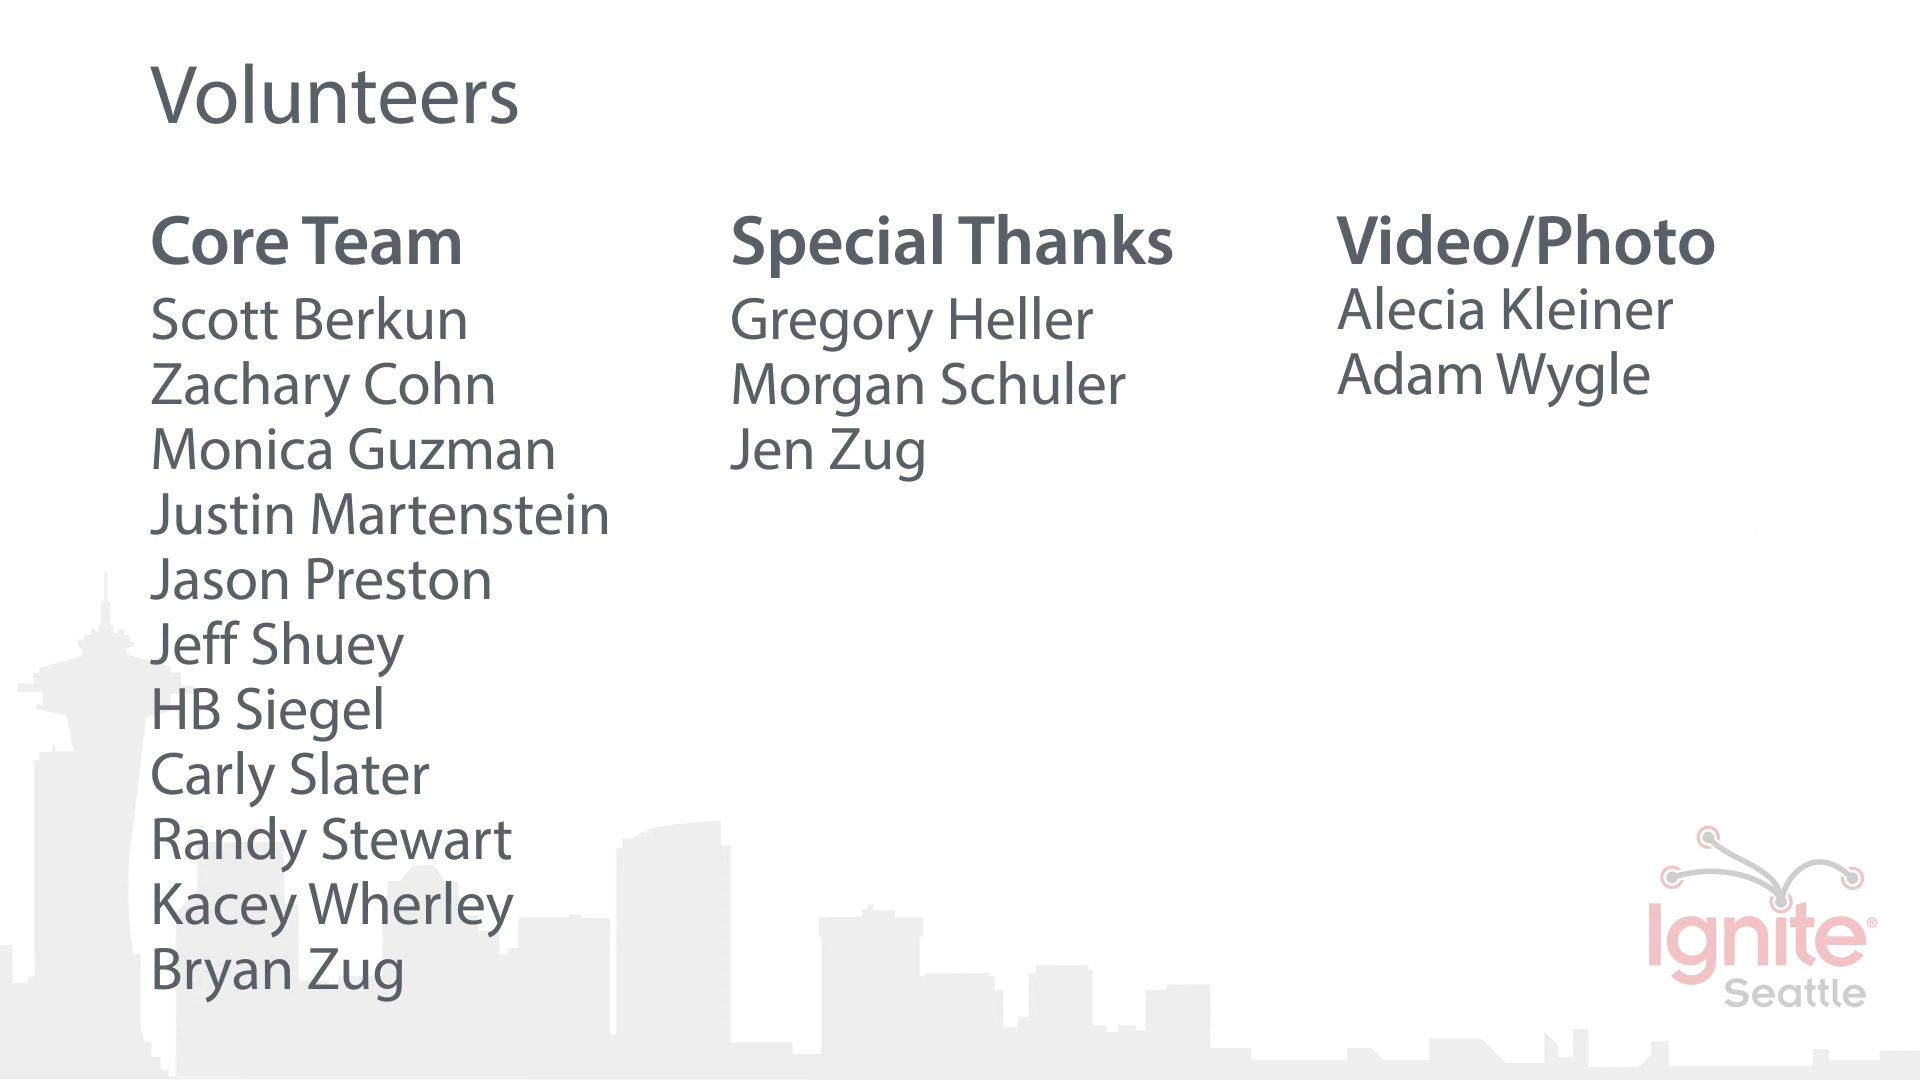 Volunteers
Core Team
Scott Berkun
Zachary Cohn
Monica Guzman
Justin Martenstein
Jason Preston
Jeff Shuey
HB Siegel
Carly Slater
Randy Stewart
Kacey Wherley
Bryan Zug
Special Thanks
Gregory Heller
Morgan Schuler
Jen Zug
Video/Photo
Alecia Kleiner
Adam Wygle
Ignite®
Seattle